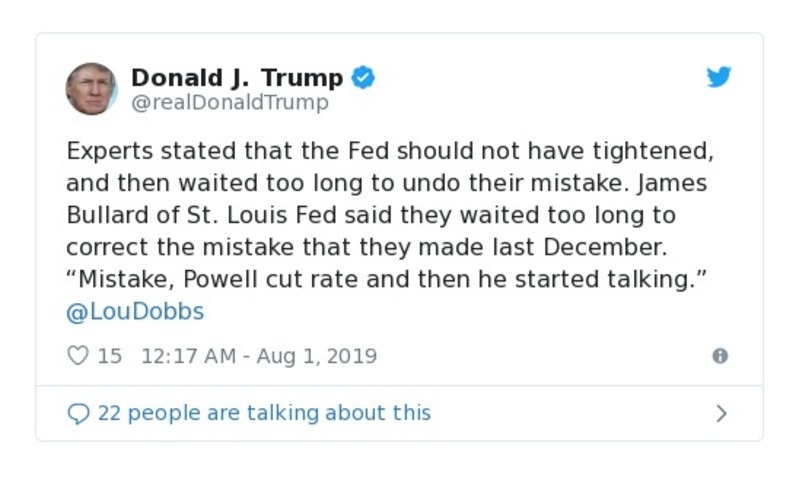 Donald J. Trump
@realDonaldTrump
Experts stated that the Fed should not have tightened,
and then waited too long to undo their mistake. James
Bullard of St. Louis Fed said they waited too long to
correct the mistake that they made last December.
“Mistake, Powell cut rate and then he started talking.”
@LouDobbs
15 12:17 AM - Aug 1, 2019
22 people are talking about this